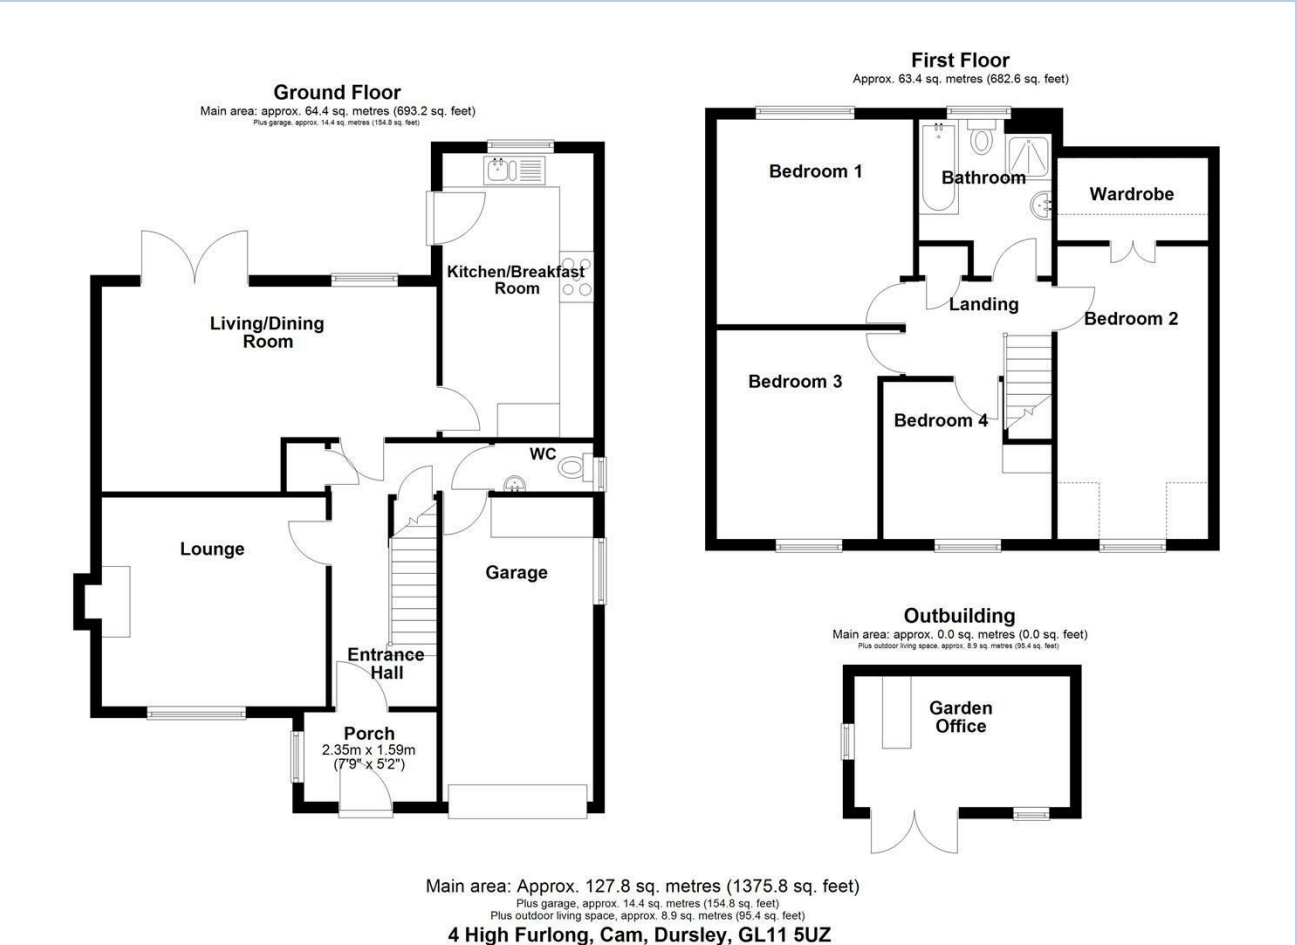 Ground Floor
Main area: approx. 64.4 sq. metres (693.2 sq. feet)
Plus garage, approx. 14.4 sq. metres (154.8 sq. feet)
Kitchen/Breakfast
Room
Living/Dining
Room
WC
Lounge
Garage
Entrance
Hall
Porch
2.35m x 1.59m
(7'9" x 5'2")
First Floor
Approx. 63.4 sq. metres (682.6 sq. feet)
Bedroom 1
Bathroom
Wardrobe
Landing
Bedroom 2
Bedroom 3
Bedroom 4
Outbuilding
Main area: approx. 0.0 sq. metres (0.0 sq. feet)
Plus outdoor living space, approx. 8.9 sq. metres (95.4 sq. feet)
Garden
Office
Main area: Approx. 127.8 sq. metres (1375.8 sq. feet)
Plus garage, approx. 14.4 sq. metres (154.8 sq. feet)
Plus outdoor living space, approx. 8.9 sq. metres (95.4 sq. feet)
4 High Furlong, Cam, Dursley, GL11 5UZ